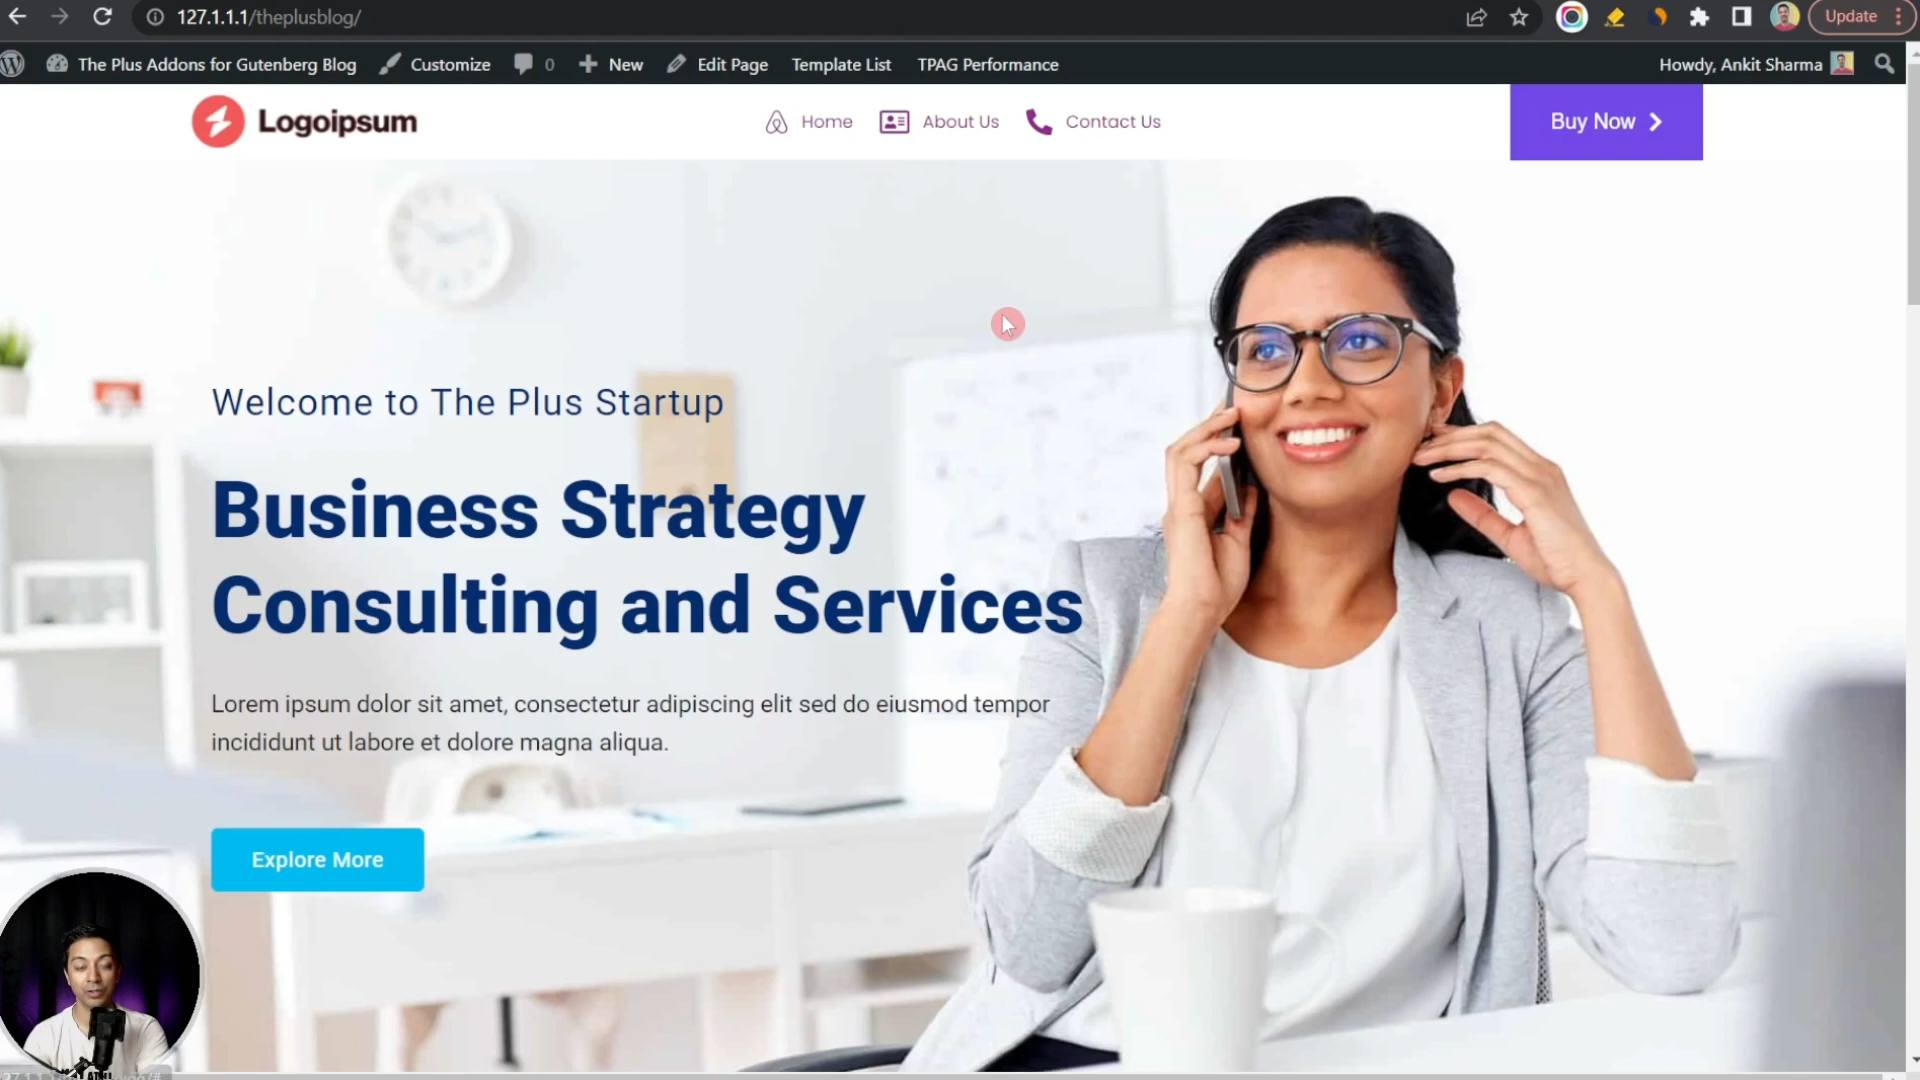 127.1.1.1/theplusblog/
Update
The Plus Addons for Gutenberg Blog
Customize
0
New
Edit Page
Template List
TPAG Performance
Howdy, Ankit Sharma
Logoipsum
Home
About Us
Contact Us
Buy Now
Welcome to The Plus Startup
Business Strategy
Consulting and Services
Lorem ipsum dolor sit amet, consectetur adipiscing elit sed do eiusmod tempor
incididunt ut labore et dolore magna aliqua.
Explore More